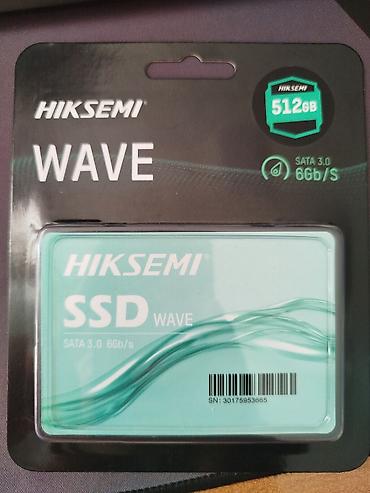 HIKSEMI
WAVE
HIKSEMI
512GB
SATA 3.0
6Gb/S
HIKSEMI
SSD WAVE
SATA 3.0 6Gb/s
SN: 30175953665